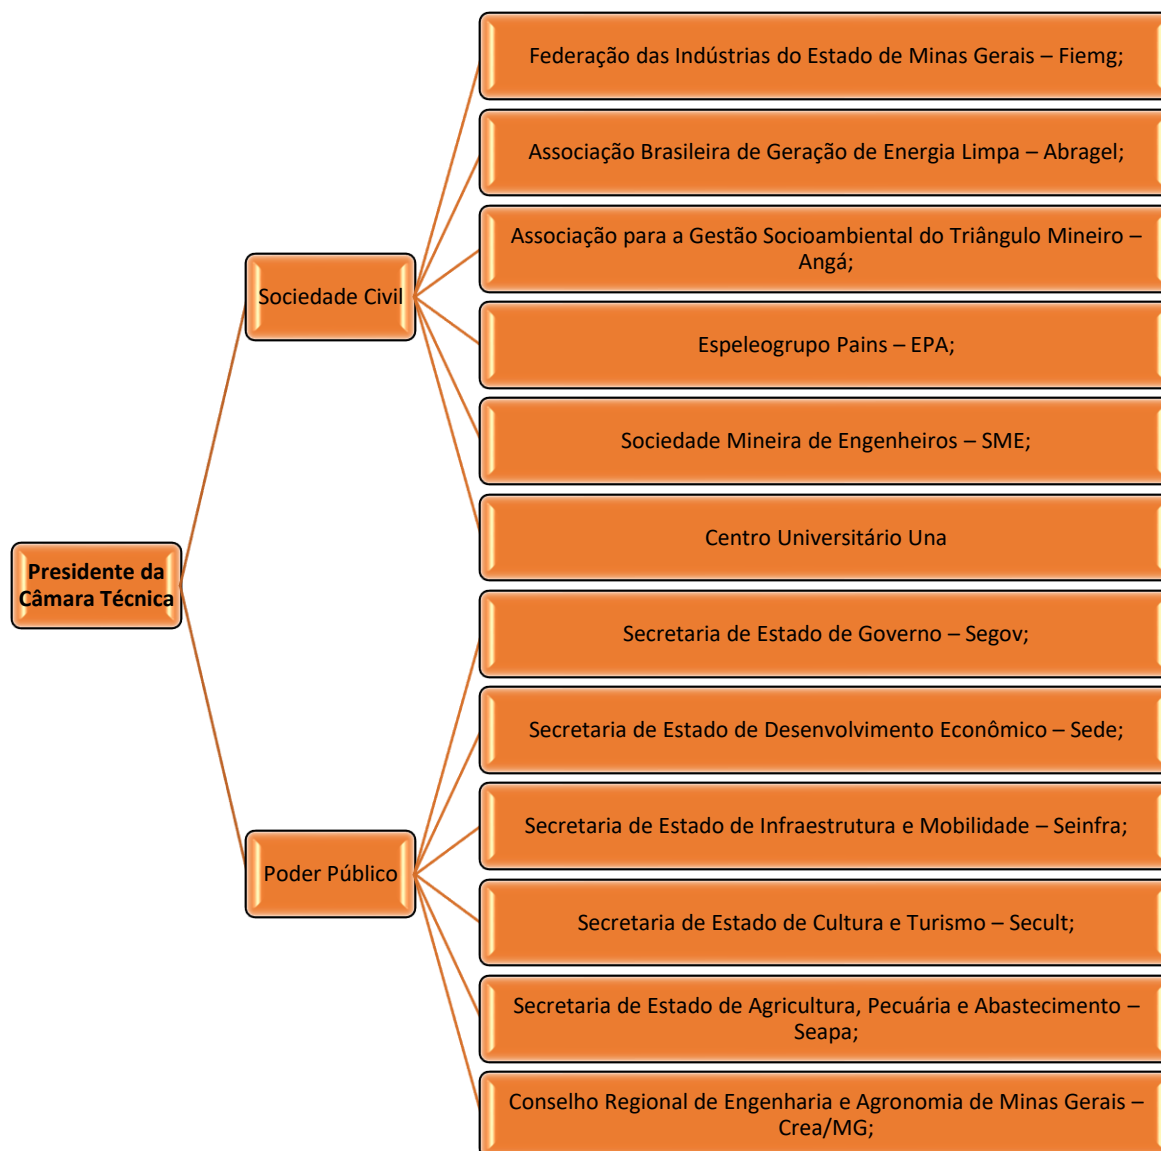 Federação das Indústrias do Estado de Minas Gerais – Fiemg;
Associação Brasileira de Geração de Energia Limpa – Abragel;
Associação para a Gestão Socioambiental do Triângulo Mineiro –
Angá;
Sociedade Civil
Espeleogrupo Pains – EPA;
Sociedade Mineira de Engenheiros – SME;
Centro Universitário Una
Presidente da
Câmara Técnica
Secretaria de Estado de Governo – Segov;
Secretaria de Estado de Desenvolvimento Econômico – Sede;
Secretaria de Estado de Infraestrutura e Mobilidade – Seinfra;
Poder Público
Secretaria de Estado de Cultura e Turismo – Secult;
Secretaria de Estado de Agricultura, Pecuária e Abastecimento –
Seapa;
Conselho Regional de Engenharia e Agronomia de Minas Gerais –
Crea/MG;